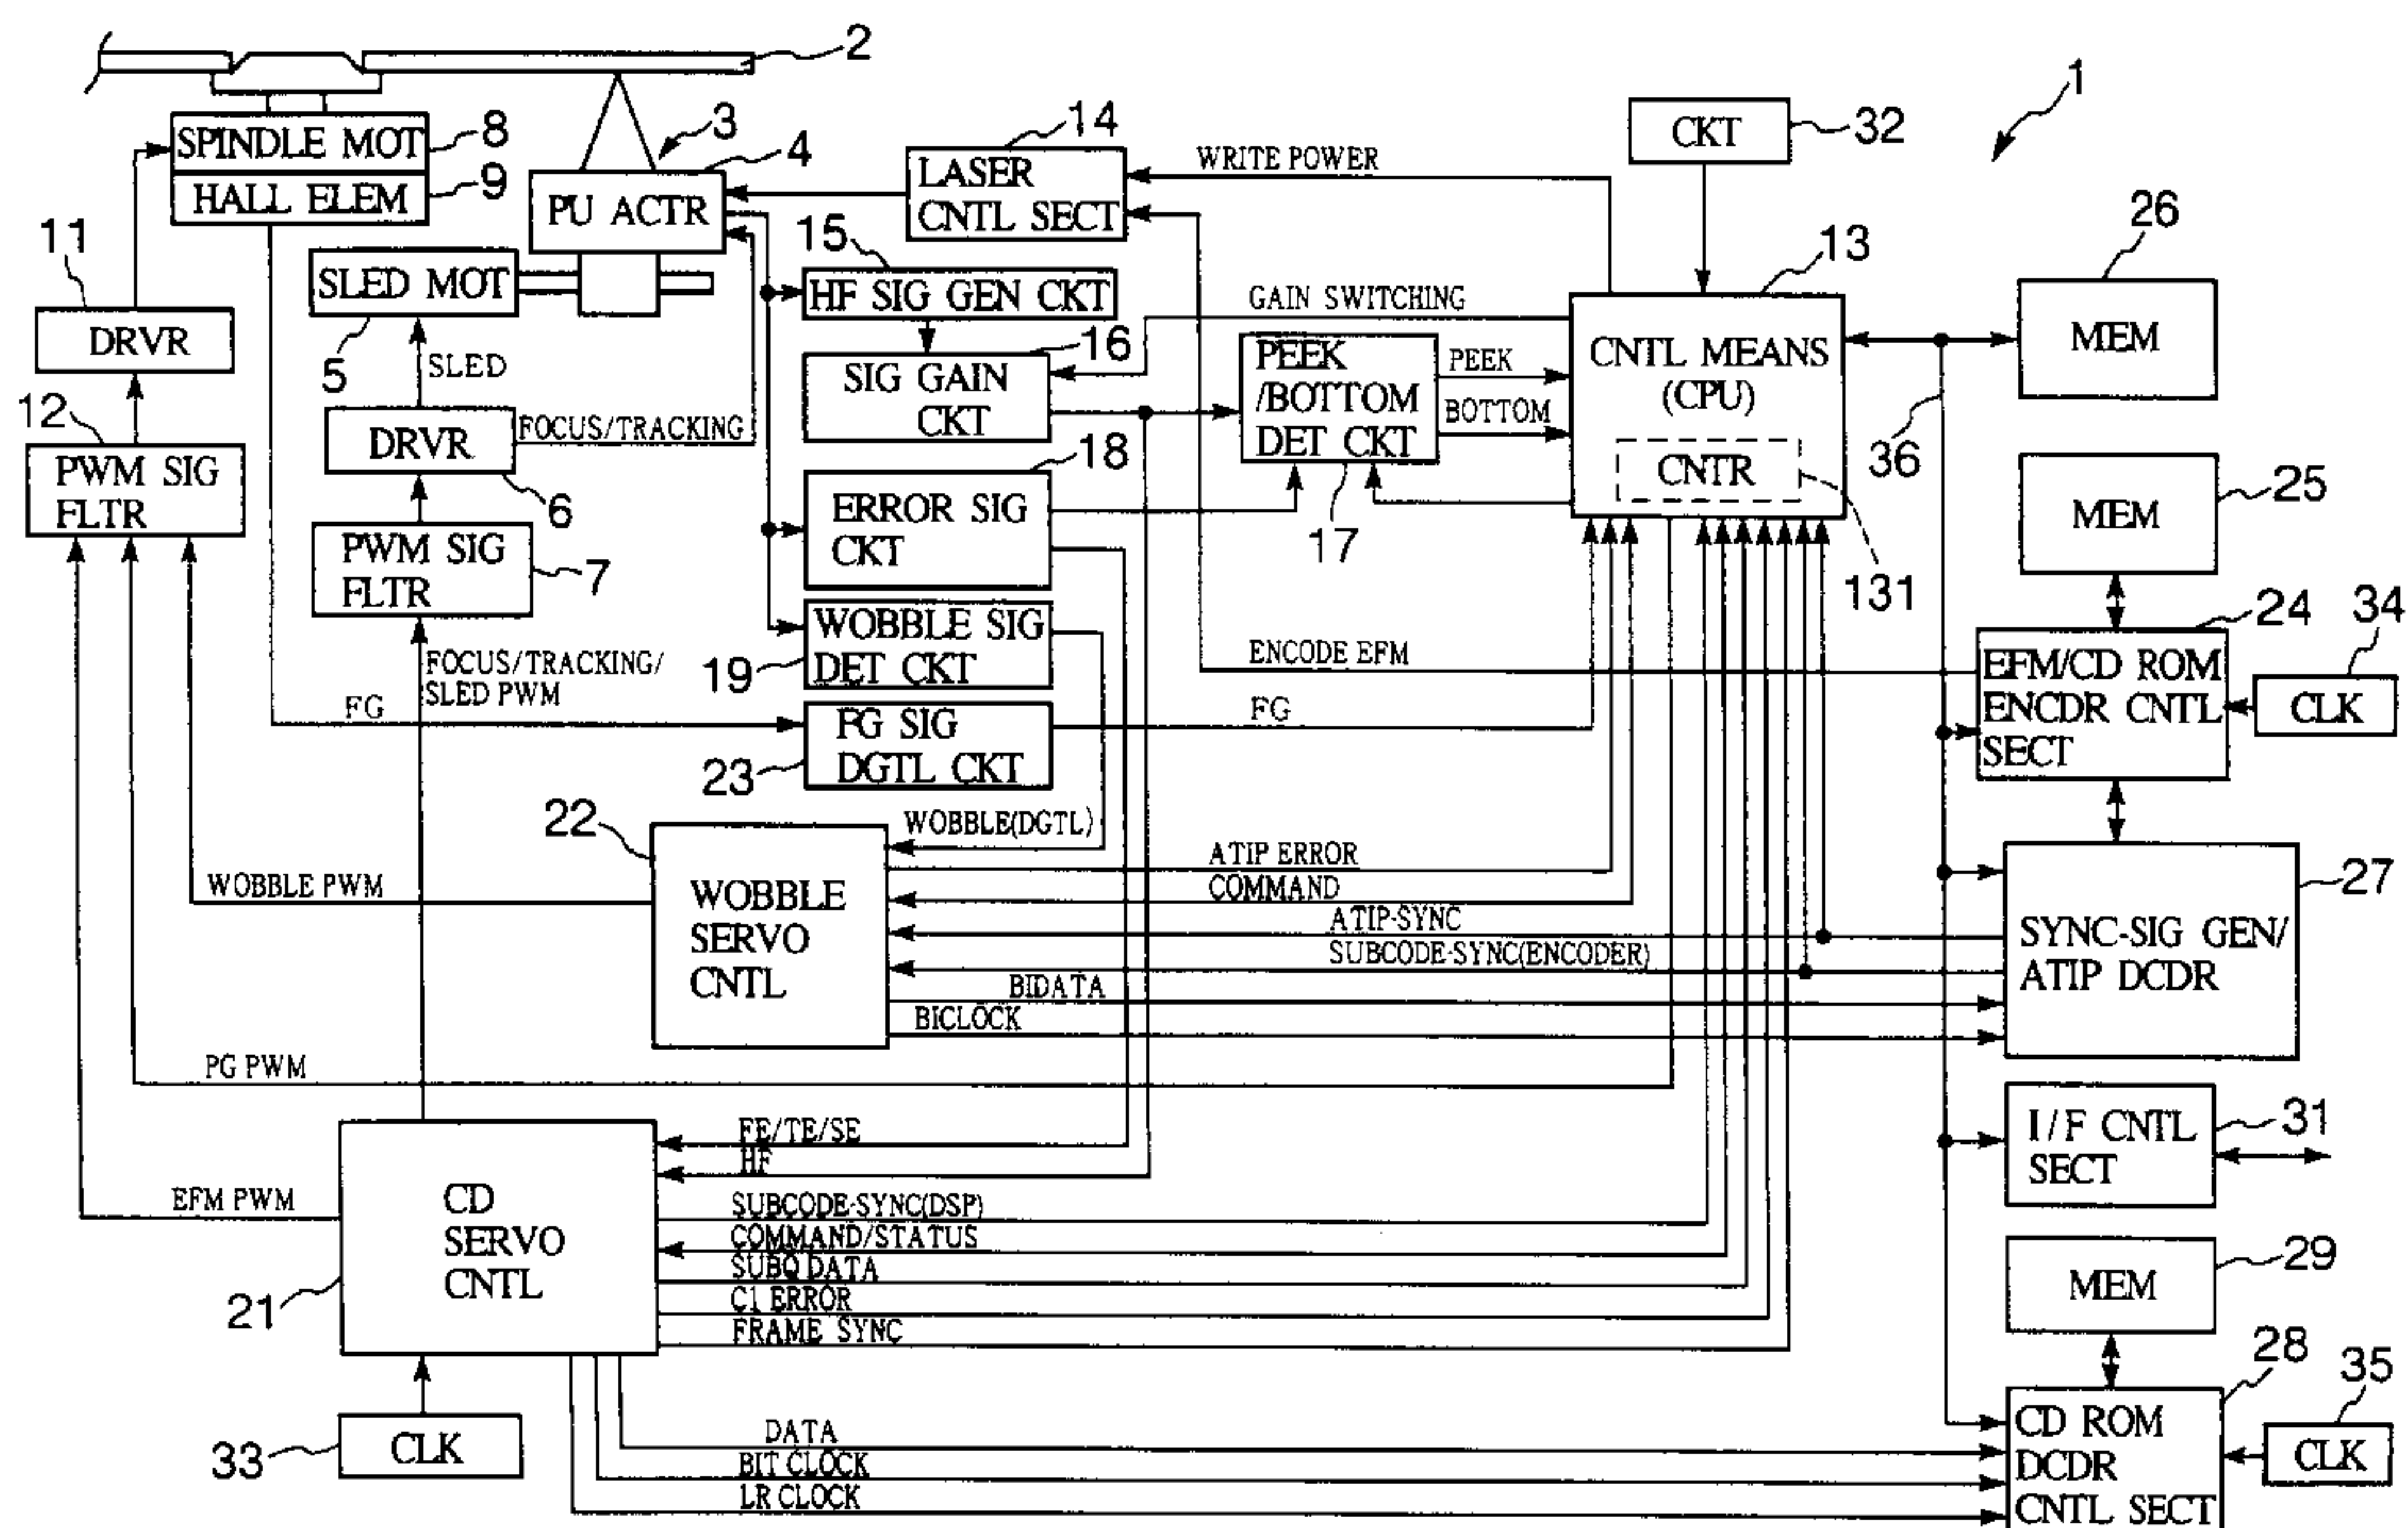 2
1
SPINDLE MOT
8
3
14
CKT
32
4
HALL ELEM
9
PU ACTR
LASER
CNTL SECT
WRITE POWER
26
11
15
13
SLED MOT
HF SIG GEN CKT
GAIN SWITCHING
MEM
DRVR
5
SLED
16
SIG GAIN
CKT
PEEK
/BOTTOM
DET CKT
PEEK
BOTTOM
CNTL MEANS
(CPU)
CNTR
36
12
DRVR
FOCUS/TRACKING
18
25
PWM SIG
FLTR
6
ERROR SIG
CKT
17
131
MEM
PWM SIG
FLTR
7
WOBBLE SIG
DET CKT
19
24
34
FOCUS/TRACKING/
SLED PWM
ENCODE EFM
EFM/CD ROM
ENCDR CNTL
SECT
CLK
FG
FG SIG
DGTL CKT
23
FG
22
WOBBLE(DGTL)
ATIP ERROR
27
WOBBLE PWM
WOBBLE
SERVO
CNTL
COMMAND
ATIP-SYNC
SUBCODE-SYNC(ENCODER)
BIDATA
BICLOCK
SYNC-SIG GEN/
ATIP DCDR
PG PWM
FE/TE/SE
HF
I/F CNTL
SECT
31
EFM PWM
CD
SERVO
CNTL
21
SUBCODE-SYNC(DSP)
COMMAND/STATUS
SUBQ DATA
C1 ERROR
FRAME SYNC
MEM
29
28
35
33
CLK
DATA
BIT CLOCK
LR CLOCK
CD ROM
DCDR
CNTL SECT
CLK